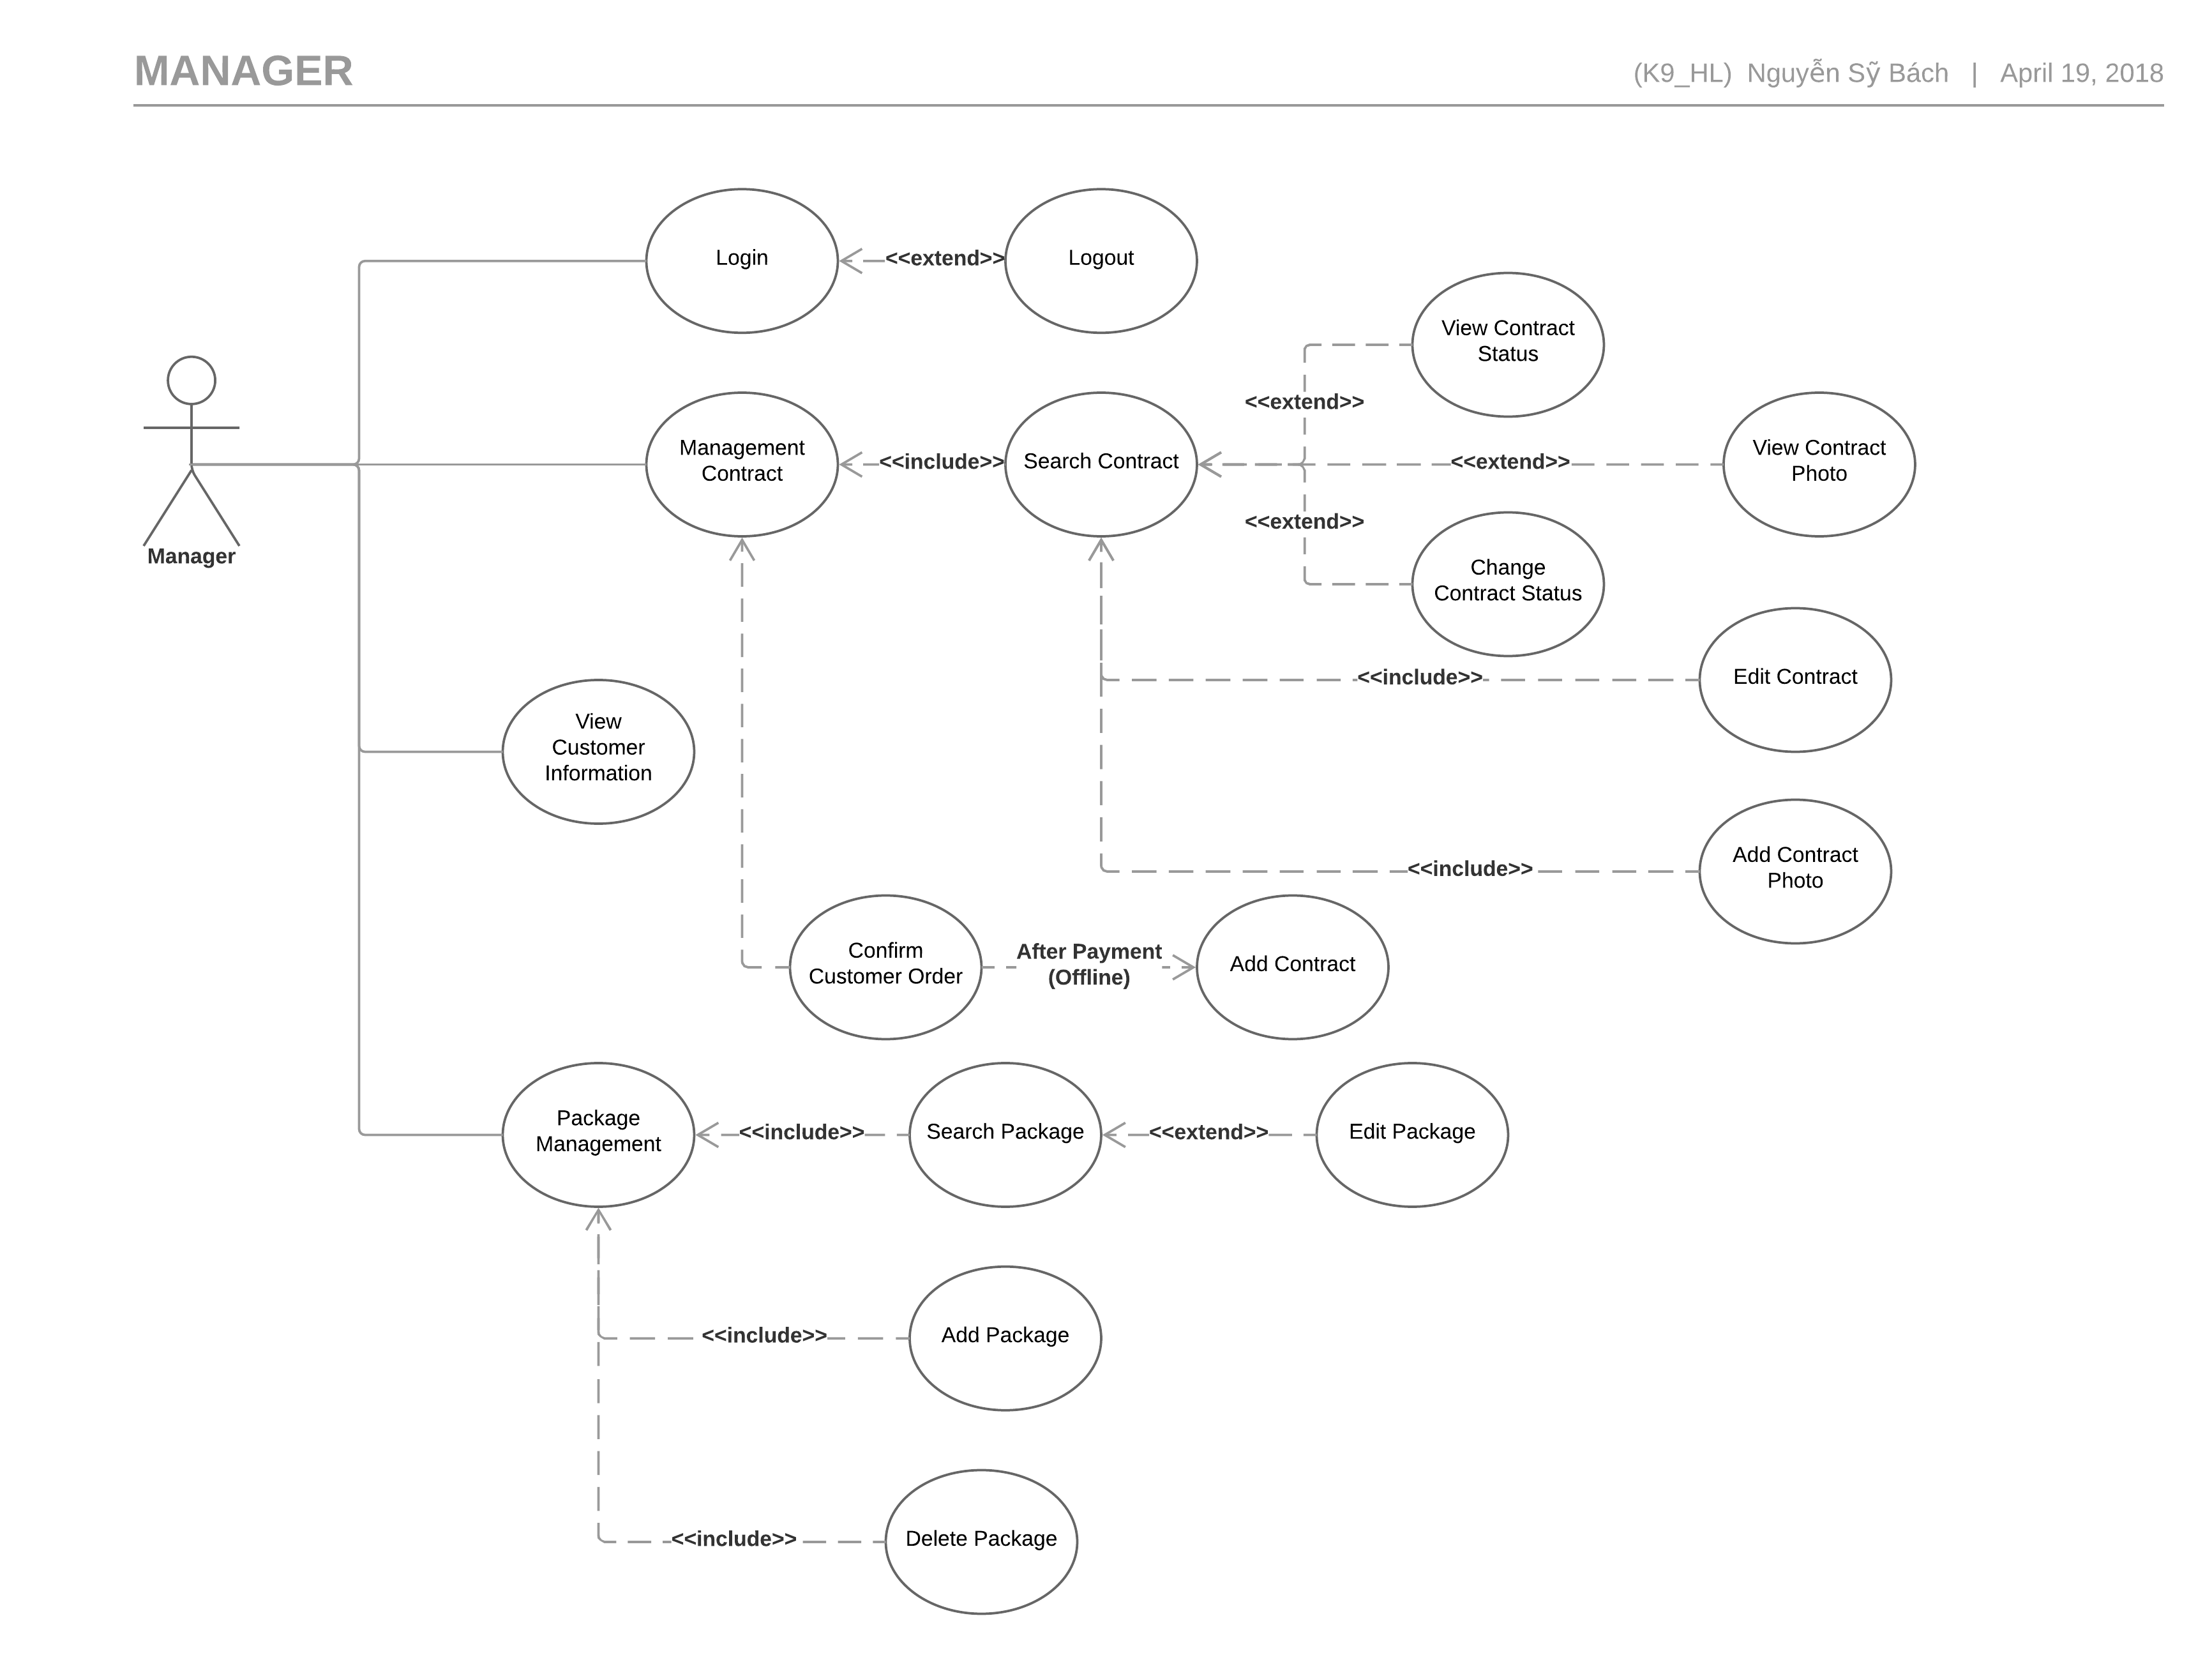 MANAGER
(K9_HL) Nguyễn Sỹ Bách | April 19, 2018
Login
<<extend>>
Logout
View Contract
Status
<<extend>>
Management
Contract
<<include>>
Search Contract
<<extend>>
View Contract
Photo
<<extend>>
Change
Contract Status
Manager
<<include>>
Edit Contract
View
Customer
Information
<<include>>
Add Contract
Photo
Confirm
Customer Order
After Payment
(Offline)
Add Contract
Package
Management
<<include>>
Search Package
<<extend>>
Edit Package
<<include>>
Add Package
<<include>>
Delete Package